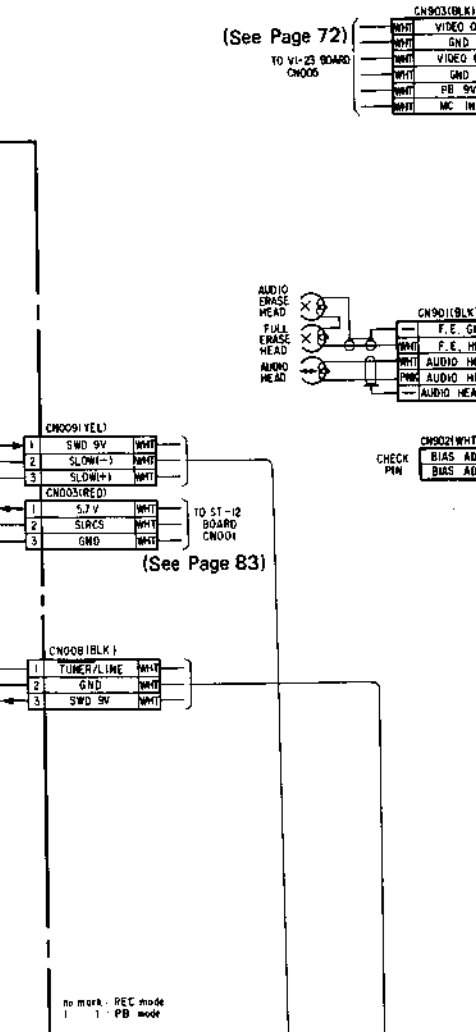 CN903(BLK)
(See Page 72)
TO VI-23 BOARD
CN005
WHT VIDEO
WHT GND
WHT VIDEO
WHT GND
WHT PB 9V
WHT MC IN
AUDIO
ERASE
HEAD
FULL
ERASE
HEAD
AUDIO
HEAD
CN901(BLK
— F.E. G
WHT F.E. H
WHT AUDIO HE
PNK AUDIO HE
— AUDIO HEA
CN902(WHT
CHECK
PIN
BIAS AD
BIAS AD
CN009(YEL)
1 SWD 9V WHT
2 SLOW(-) WHT
3 SLOW(+) WHT
CN003(RED)
1 5.7V WHT
2 SIRCS WHT
3 GND WHT
TO ST-12
BOARD
CN001
(See Page 83)
CN008(BLK)
1 TUNER/LINE WHT
2 GND WHT
3 SWD 9V WHT
no mark : REC mode
PB mode